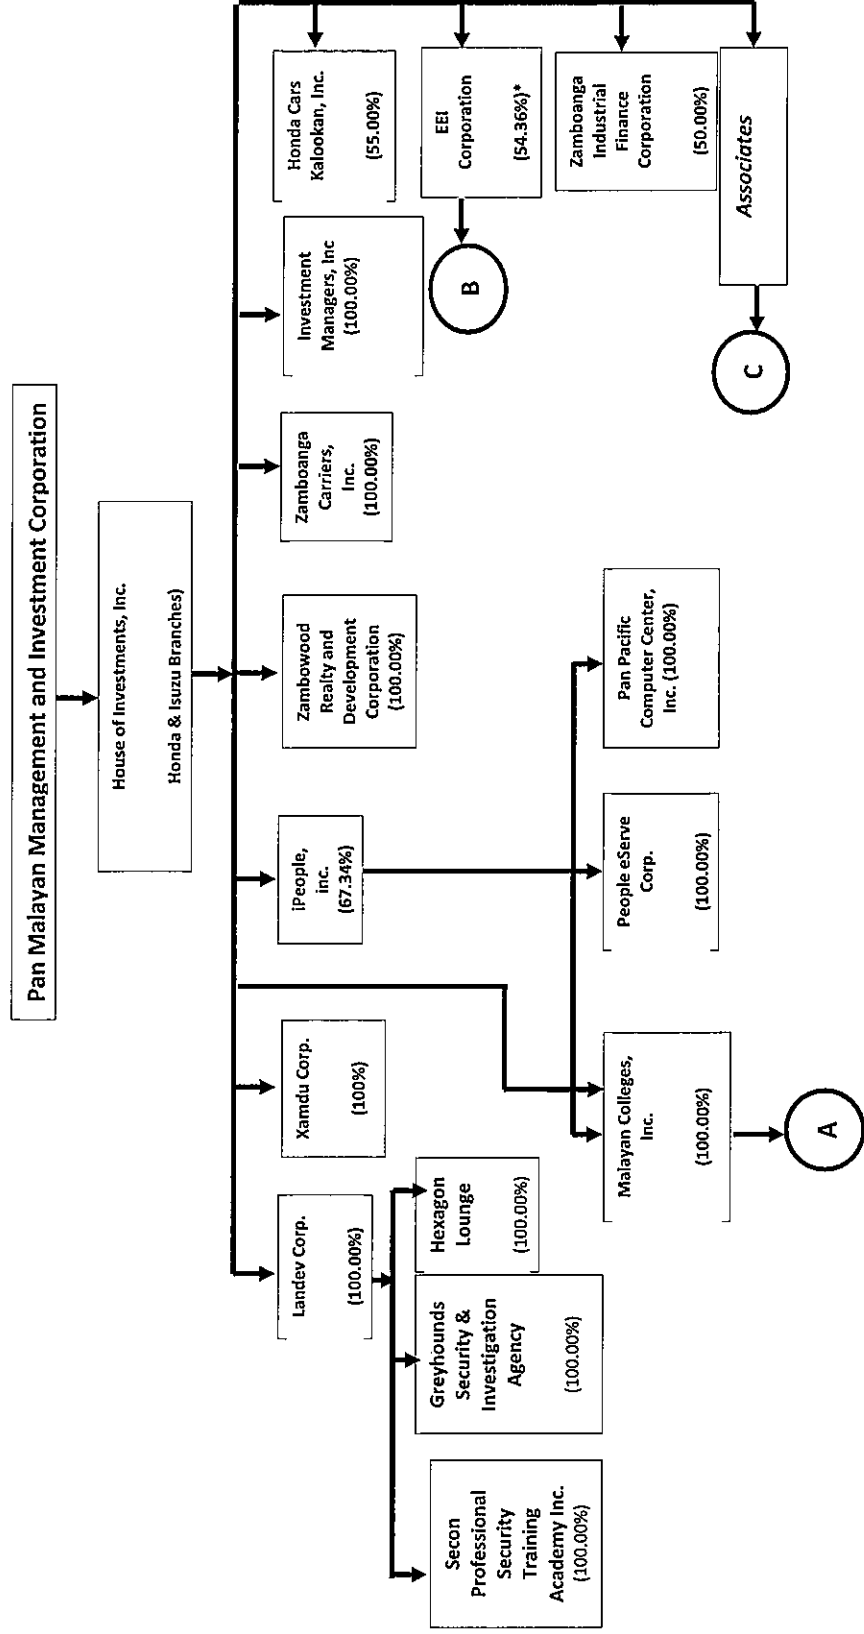 Pan Malayan Management and Investment Corporation
House of Investments, Inc.
Honda & Isuzu Branches)
Landev Corp.
(100.00%)
Xamdu Corp.
(100%)
iPeople,
inc.
(67.34%)
Zambowood
Realty and
Development
Corporation
(100.00%)
Zamboanga
Carriers,
Inc.
(100.00%)
Investment
Managers, Inc
(100.00%)
Honda Cars
Kalookan, Inc.
(55.00%)
EEI
Corporation
(54.36%)*
B
Zamboanga
Industrial
Finance
Corporation
(50.00%)
Associates
C
Secon
Professional
Security
Training
Academy Inc.
(100.00%)
Greyhounds
Security &
Investigation
Agency
(100.00%)
Hexagon
Lounge
(100.00%)
Malayan Colleges,
Inc.
(100.00%)
People eServe
Corp.
(100.00%)
Pan Pacific
Computer Center,
Inc. (100.00%)
A